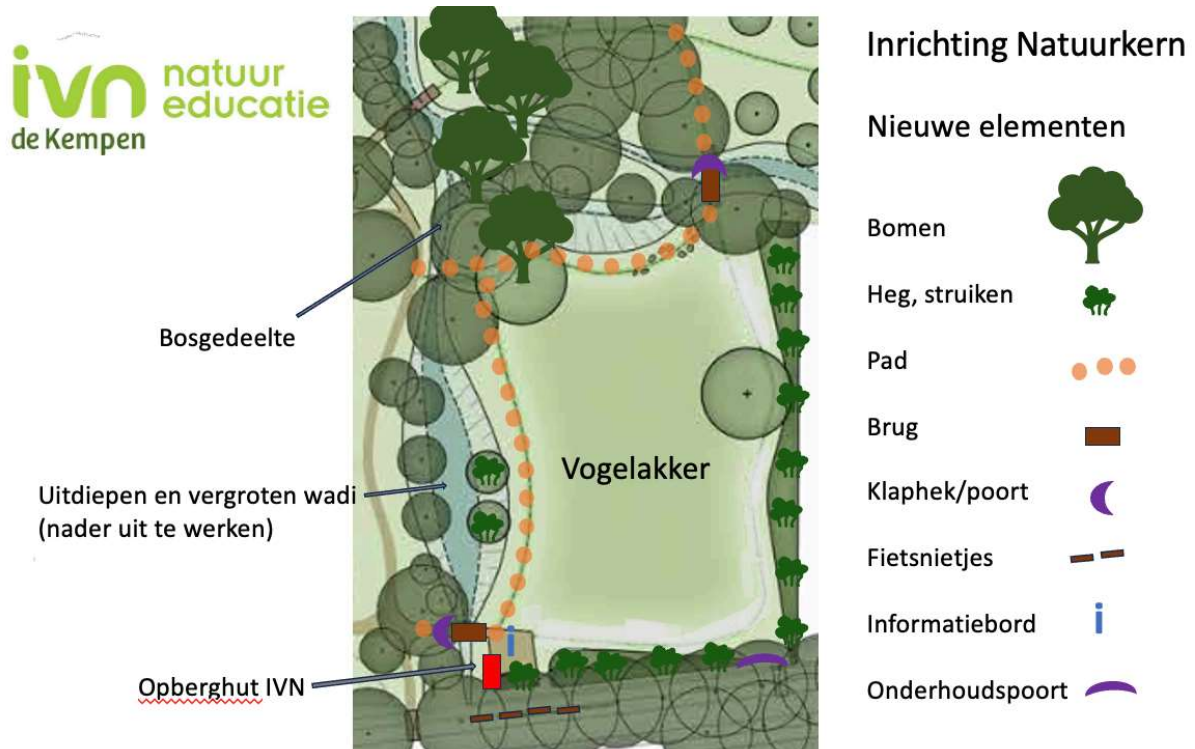 ivn natuur
educatie
de Kempen
Bosgedeelte
Uitdiepen en vergroten wadi
(nader uit te werken)
Opberghut IVN
Vogelakker
i
Inrichting Natuurkern
Nieuwe elementen
Bomen
Heg, struiken
Pad
Brug
Klaphek/poort
Fietsnietjes
Informatiebord i
Onderhoudspoort